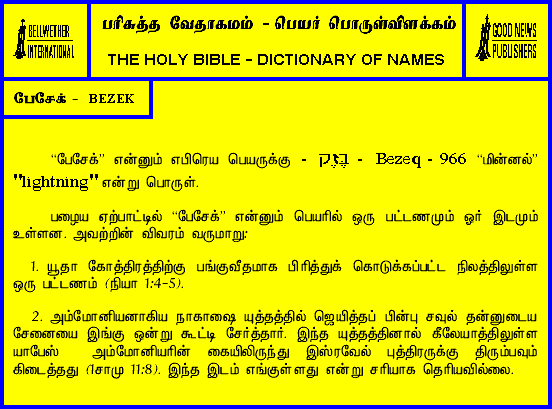 BELLWETHER
INTERNATIONAL
பரிசுத்த வேதாகமம் - பெயர் பொருள்விளக்கம்
THE HOLY BIBLE - DICTIONARY OF NAMES
GOOD NEWS
PUBLISHERS
பேசேக் - BEZEK
“பேசேக்” என்னும் எபிரெய பெயருக்கு - בֶּזֶק - Bezeq - 966 “மின்னல்”
"lightning" என்று பொருள்.
பழைய ஏற்பாட்டில் “பேசேக்” என்னும் பெயரில் ஒரு பட்டணமும் ஓர் இடமும்
உள்ளன. அவற்றின் விவரம் வருமாறு:
1. யூதா கோத்திரத்திற்கு பங்குவீதமாக பிரித்துக் கொடுக்கப்பட்ட நிலத்திலுள்ள
ஒரு பட்டணம் (நியா 1:4-5).
2. அம்மோனியனாகிய நாகாஷை யுத்தத்தில் ஜெயித்தப் பின்பு சவுல் தன்னுடைய
சேனையை இங்கு ஒன்று கூட்டி சேர்த்தார். இந்த யுத்தத்தினால் கீலேயாத்திலுள்ள
யாபேஸ் அம்மோனியரின் கையிலிருந்து இஸ்ரவேல் புத்திரருக்கு திரும்பவும்
கிடைத்தது (1சாமு 11:8). இந்த இடம் எங்குள்ளது என்று சரியாக தெரியவில்லை.